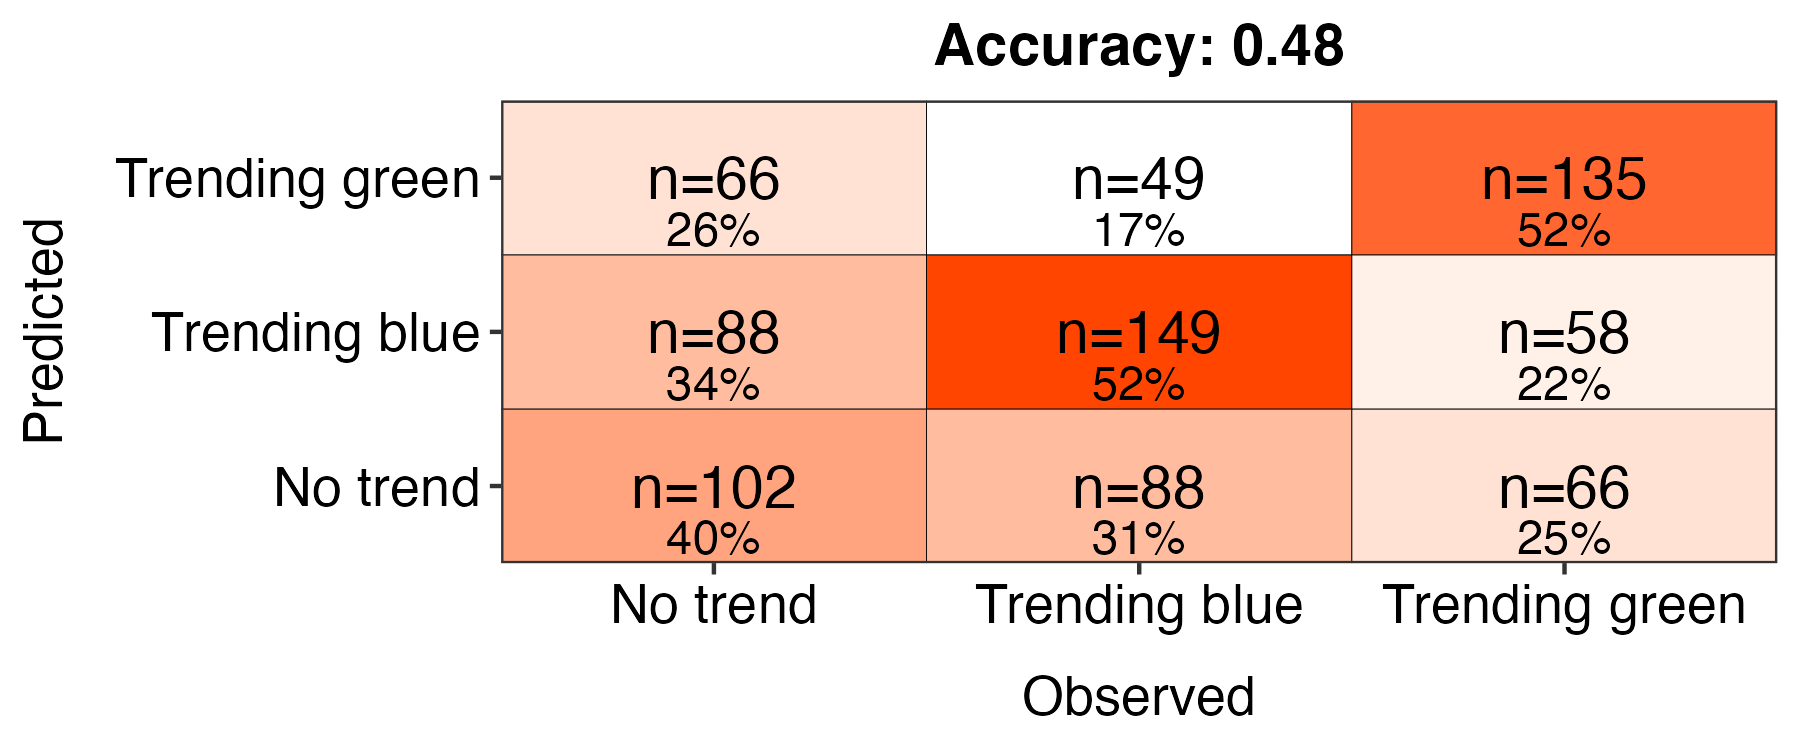 Accuracy: 0.48
Predicted
Trending green
n=66
26%
n=49
17%
n=135
52%
Trending blue
n=88
34%
n=149
52%
n=58
22%
No trend
n=102
40%
n=88
31%
n=66
25%
No trend
Trending blue
Trending green
Observed